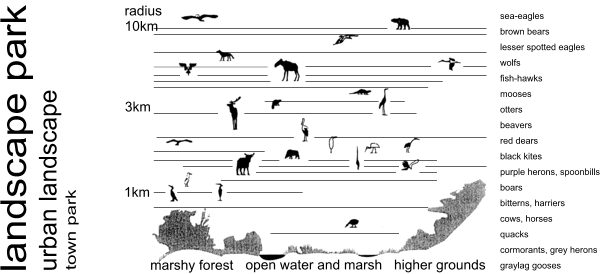 landscape park
urban landscape
town park
radius
10km
3km
1km
sea-eagles
brown bears
lesser spotted eagles
wolfs
fish-hawks
mooses
otters
beavers
red dears
black kites
purple herons, spoonbills
boars
bitterns, harriers
cows, horses
quacks
cormorants, grey herons
graylag gooses
marshy forest open water and marsh higher grounds